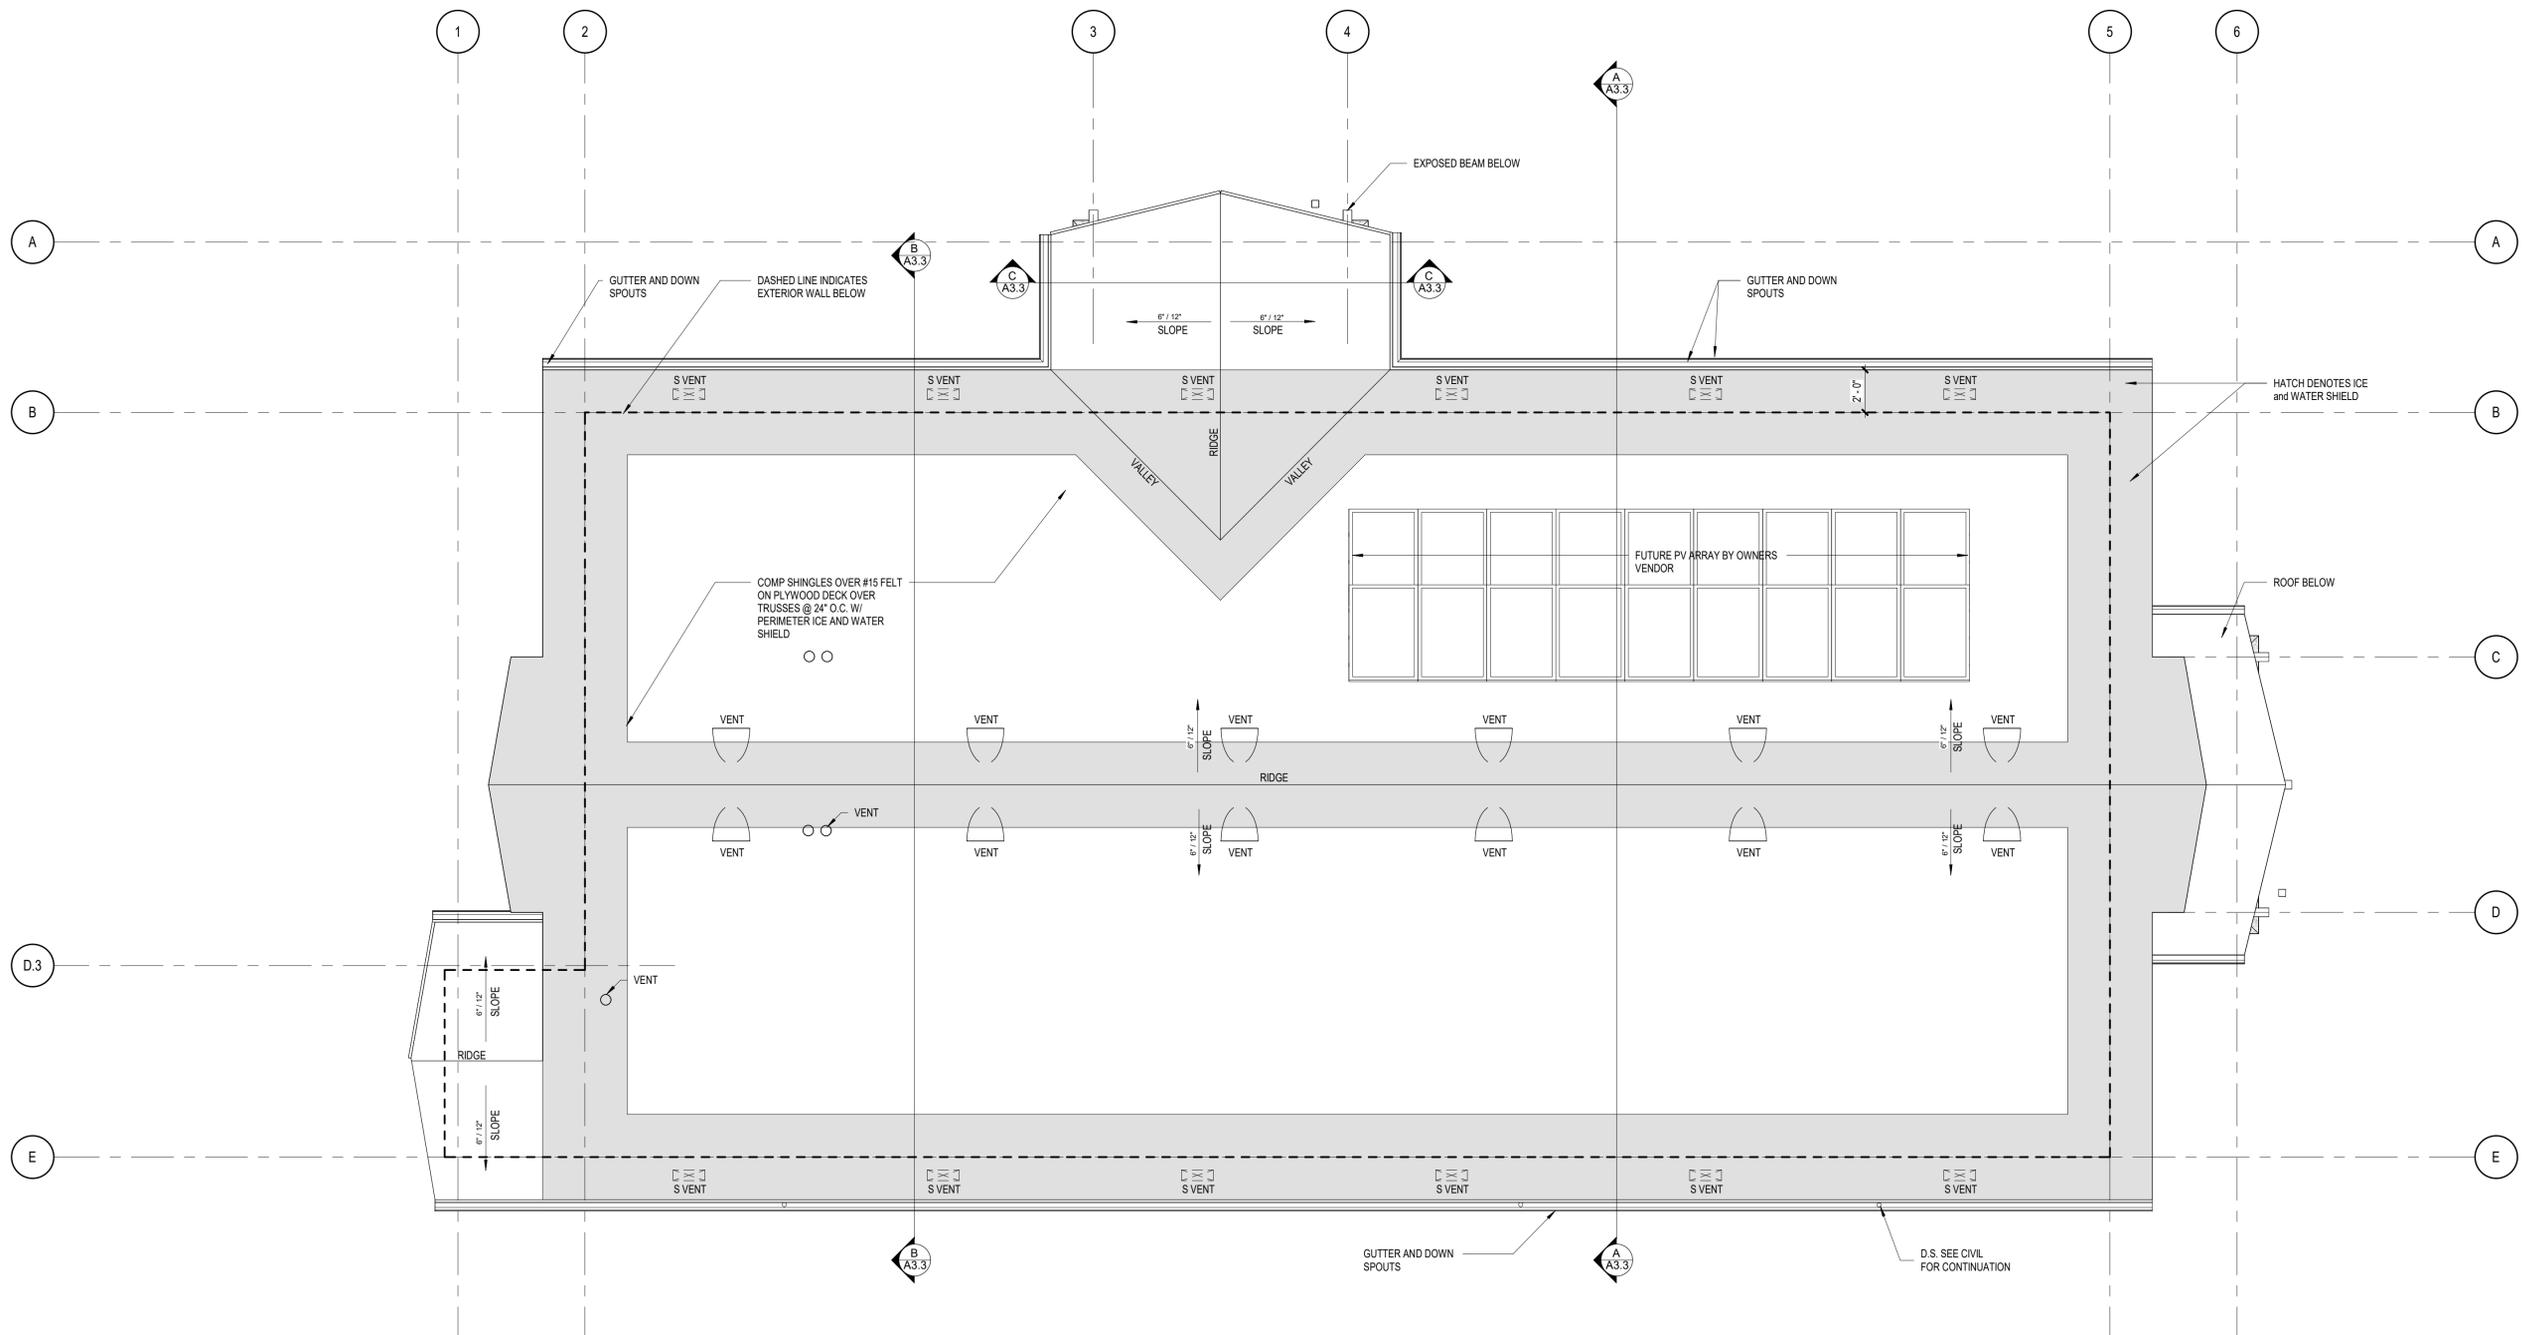 1
2
3
4
5
6
A
A3.3
EXPOSED BEAM BELOW
A
A
B
A3.3
C
A3.3
C
A3.3
GUTTER AND DOWN
SPOUTS
DASHED LINE INDICATES
EXTERIOR WALL BELOW
GUTTER AND DOWN
SPOUTS
6" / 12"
SLOPE
6" / 12"
SLOPE
S VENT
S VENT
S VENT
S VENT
S VENT
S VENT
2' - 0"
HATCH DENOTES ICE
and WATER SHIELD
B
B
RIDGE
VALLEY
VALLEY
FUTURE PV ARRAY BY OWNERS
VENDOR
COMP SHINGLES OVER #15 FELT
ON PLYWOOD DECK OVER
TRUSSES @ 24" O.C. W/
PERIMETER ICE AND WATER
SHIELD
ROOF BELOW
C
VENT
VENT
VENT
VENT
VENT
VENT
6" / 12"
SLOPE
6" / 12"
SLOPE
RIDGE
VENT
6" / 12"
SLOPE
6" / 12"
SLOPE
VENT
VENT
VENT
VENT
VENT
VENT
D
D.3
VENT
6" / 12"
SLOPE
RIDGE
6" / 12"
SLOPE
E
E
S VENT
S VENT
S VENT
S VENT
S VENT
S VENT
B
A3.3
GUTTER AND DOWN
SPOUTS
A
A3.3
D.S. SEE CIVIL
FOR CONTINUATION